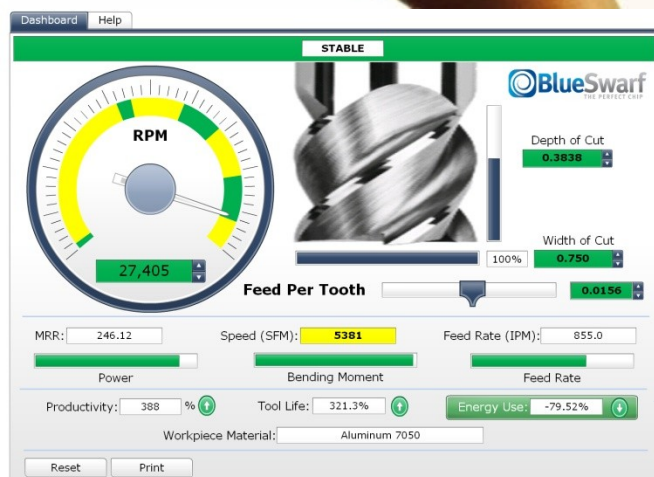 Dashboard Help
STABLE
BlueSwarf
THE PERFECT CHIP
RPM
Depth of Cut
0.3838
Width of Cut
100% 0.750
27,405
Feed Per Tooth 0.0156
MRR: 246.12 Speed (SFM): 5381 Feed Rate (IPM): 855.0
Power Bending Moment Feed Rate
Productivity: 388 % Tool Life: 321.3% Energy Use: -79.52%
Workpiece Material: Aluminum 7050
Reset Print